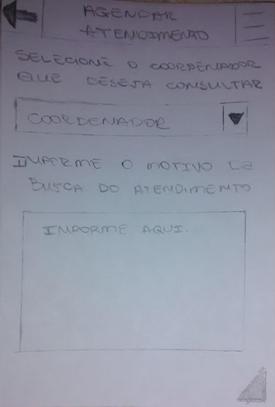 AGENDAR
ATENDIMENTO
SELECIONE O COORDENADOR
QUE DESEJA CONSULTAR
COORDENADOR
INFORME O MOTIVO DA
BUSCA DO ATENDIMENTO
INFORME AQUI.